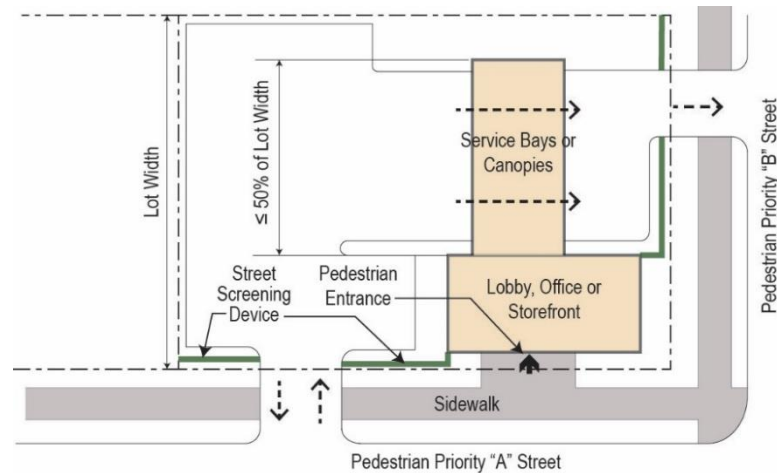 Lot Width
≤ 50% of Lot Width
Service Bays or
Canopies
Pedestrian Priority "B" Street
Street
Screening
Device
Pedestrian
Entrance
Lobby, Office or
Storefront
Sidewalk
Pedestrian Priority "A" Street